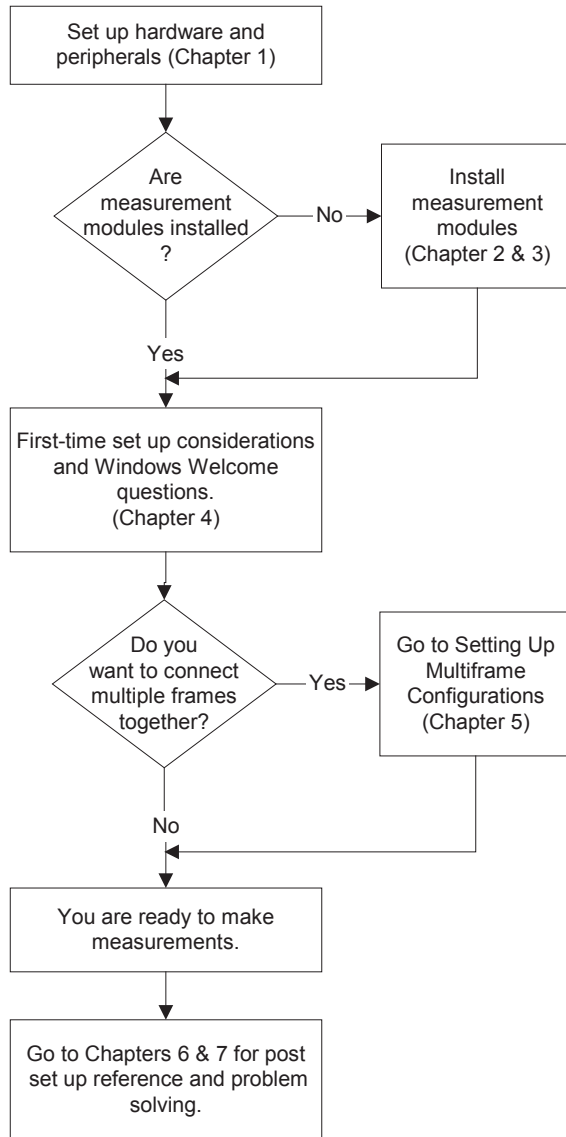 Set up hardware and
peripherals (Chapter 1)
Are
measurement
modules installed
?
No
Install
measurement
modules
(Chapter 2 & 3)
Yes
First-time set up considerations
and Windows Welcome
questions.
(Chapter 4)
Do you
want to connect
multiple frames
together?
Yes
Go to Setting Up
Multiframe
Configurations
(Chapter 5)
No
You are ready to make
measurements.
Go to Chapters 6 & 7 for post
set up reference and problem
solving.